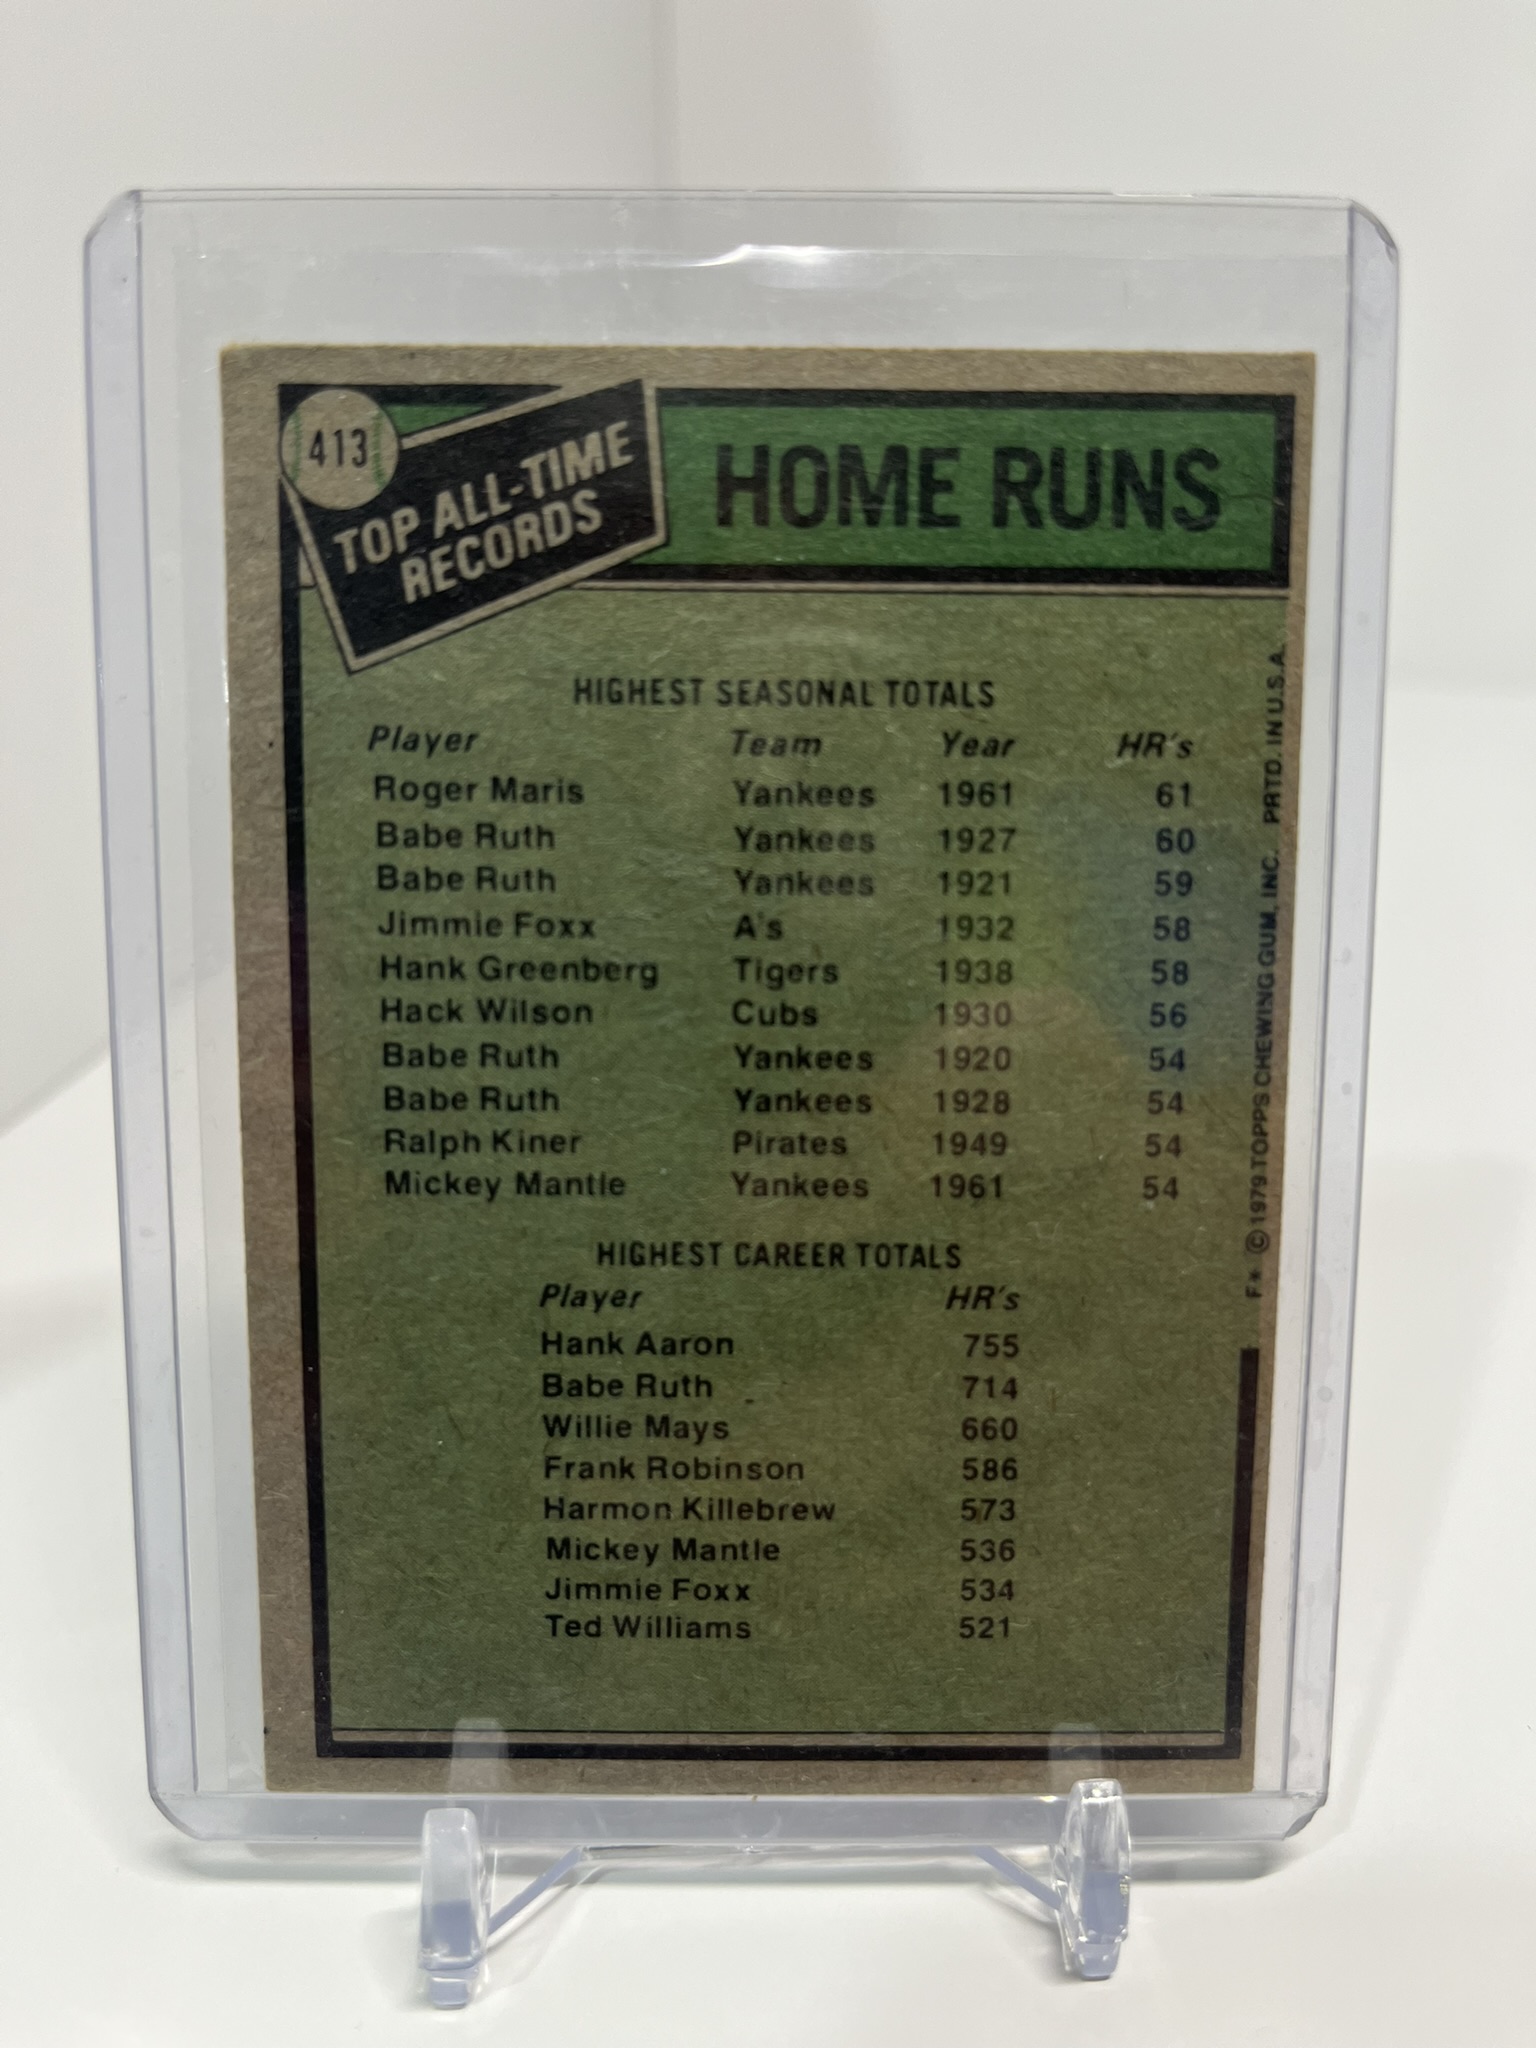 413
TOP ALL-TIME
RECORDS
HOME RUNS
HIGHEST SEASONAL TOTALS
Player Team Year HR's
Roger Maris Yankees 1961 61
Babe Ruth Yankees 1927 60
Babe Ruth Yankees 1921 59
Jimmie Foxx A's 1932 58
Hank Greenberg Tigers 1938 58
Hack Wilson Cubs 1930 56
Babe Ruth Yankees 1920 54
Babe Ruth Yankees 1928 54
Ralph Kiner Pirates 1949 54
Mickey Mantle Yankees 1961 54
HIGHEST CAREER TOTALS
Player HR's
Hank Aaron 755
Babe Ruth 714
Willie Mays 660
Frank Robinson 586
Harmon Killebrew 573
Mickey Mantle 536
Jimmie Foxx 534
Ted Williams 521
F* © 1979 TOPPS CHEWING GUM, INC. PRTD. IN U.S.A.